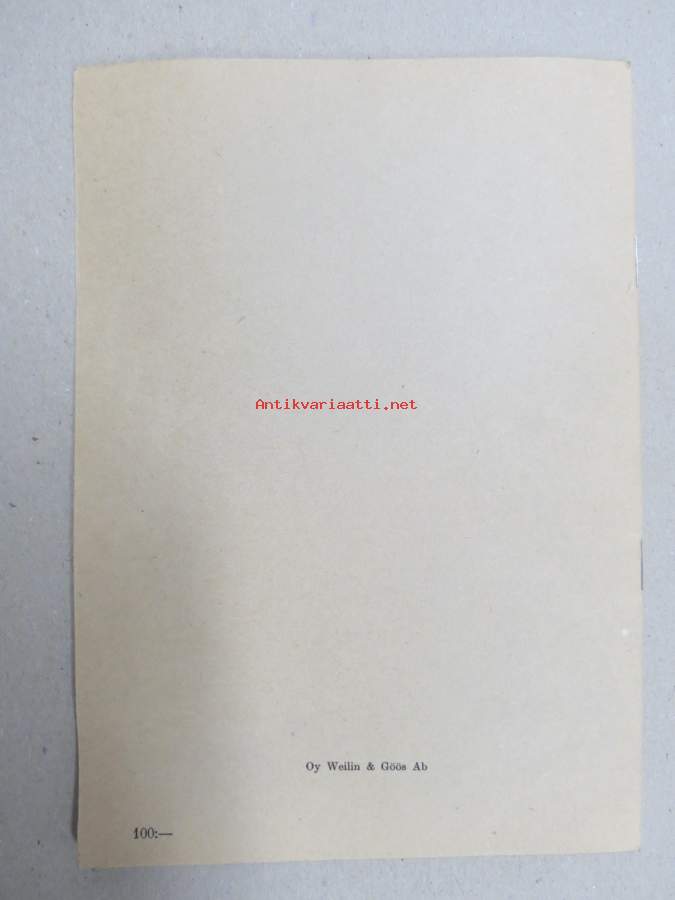 Antikvariaatti.net
Oy Weilin & Göös Ab
100:—